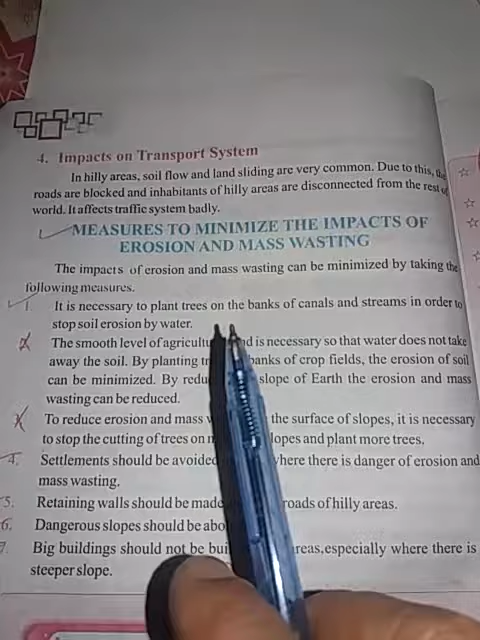 4. Impacts on Transport System
In hilly areas, soil flow and land sliding are very common. Due to this, the
roads are blocked and inhabitants of hilly areas are disconnected from the rest of
world. It affects traffic system badly.
MEASURES TO MINIMIZE THE IMPACTS OF
EROSION AND MASS WASTING
The impacts of erosion and mass wasting can be minimized by taking the
following measures.
1. It is necessary to plant trees on the banks of canals and streams in order to
stop soil erosion by water.
The smooth level of is necessary so that water does not take
away the soil. By planting banks of crop fields, the erosion of soil
can be minimized. By slope of Earth the erosion and mass
wasting can be reduced.
To reduce erosion and mass the surface of slopes, it is necessary
to stop the cutting of trees on and plant more trees.
4. Settlements should be avoided where there is danger of erosion and
mass wasting.
5. Retaining walls should be made roads of hilly areas.
6. Dangerous slopes should be
7. Big buildings should not be especially where there is
steeper slope.